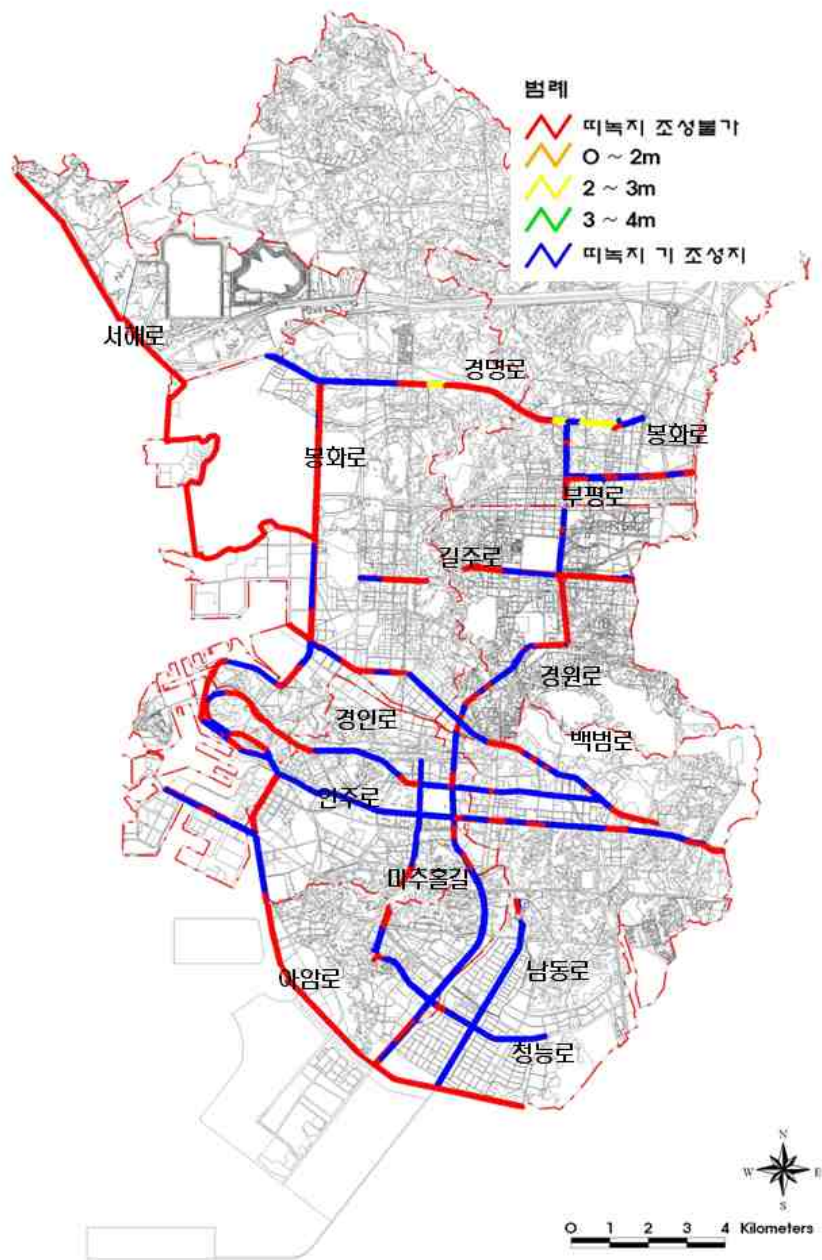 범례
띠녹지 조성불가
0 ~ 2m
2 ~ 3m
3 ~ 4m
띠녹지 기 조성지
서해로
경명로
봉화로
봉화로
부평로
길주로
경원로
경인로
백범로
인주로
미추홀길
아암로
남동로
청능로
N
W E
S
0 1 2 3 4 Kilometers